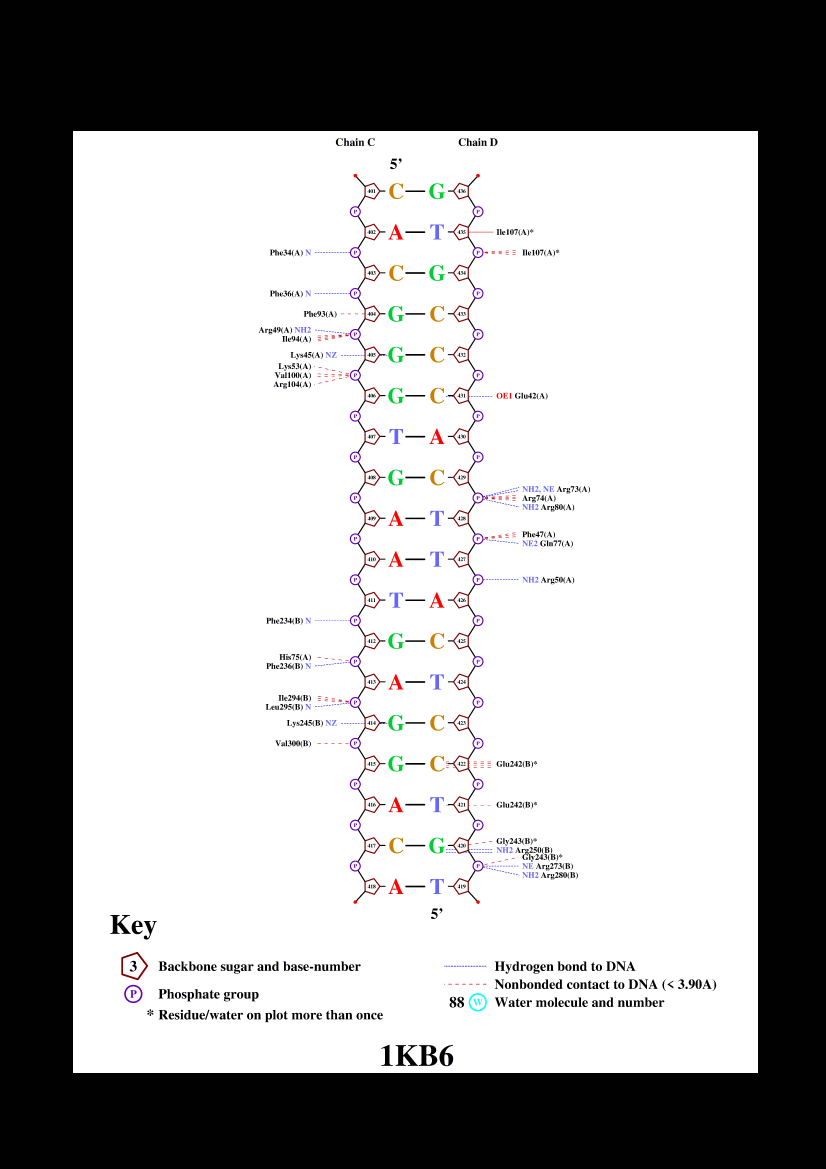 Chain C Chain D
5’
401 C G 436
P P
402 A T 435 Ile107(A)*
Phe34(A) N P P Ile107(A)*
403 C G 434
Phe36(A) N P P
Phe93(A) 404 G C 433
Arg49(A) NH2 P P
Ile94(A)
Lys45(A) NZ 405 G C 432
Lys53(A)
Val100(A) P P
Arg104(A)
406 G C 431 OE1 Glu42(A)
P P
407 T A 430
P P
408 G C 429
NH2, NE Arg73(A)
P P Arg74(A)
NH2 Arg80(A)
409 A T 428
Phe47(A)
P P NE2 Gln77(A)
410 A T 427
P P NH2 Arg50(A)
411 T A 426
Phe234(B) N P P
412 G C 425
His75(A)
Phe236(B) N P P
413 A T 424
Ile294(B)
Leu295(B) N P P
Lys245(B) NZ 414 G C 423
Val300(B) P P
415 G C 422 Glu242(B)*
P P
416 A T 421 Glu242(B)*
P P
417 C G 420 Gly243(B)*
NH2 Arg250(B)
Gly243(B)*
P P NE Arg273(B)
NH2 Arg280(B)
418 A T 419
5’
Key
3 Backbone sugar and base-number
P Phosphate group
* Residue/water on plot more than once
Hydrogen bond to DNA
Nonbonded contact to DNA (< 3.90A)
88 W Water molecule and number
1KB6